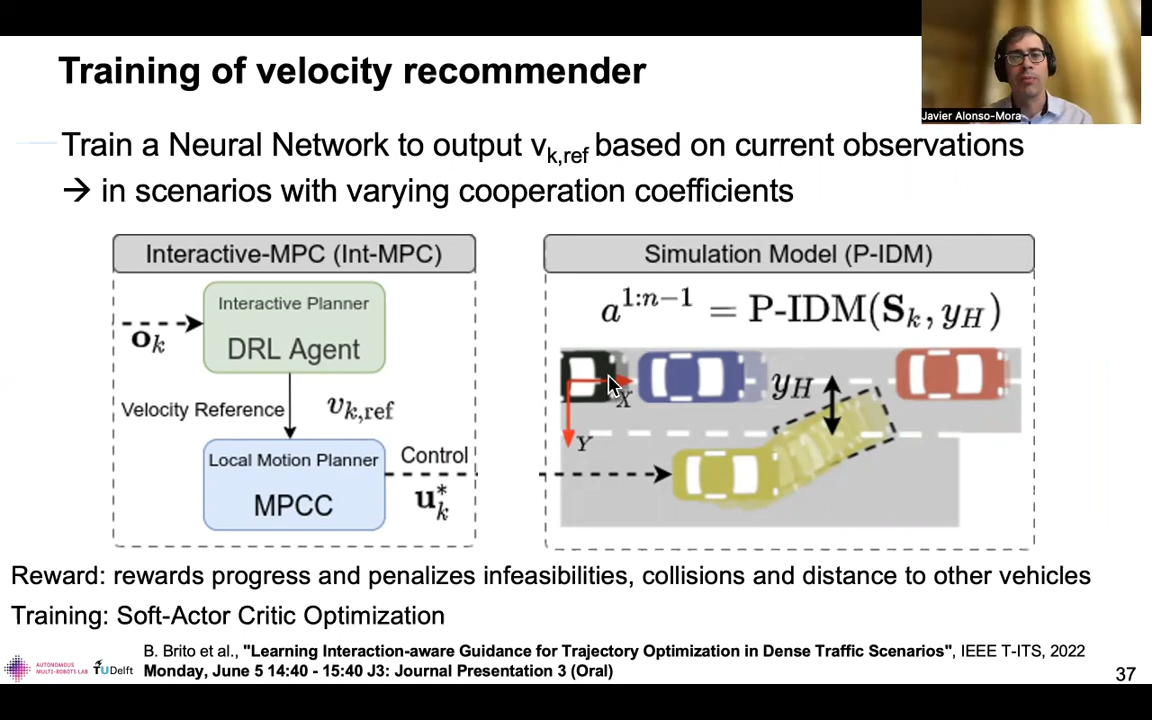 Training of velocity recommender
Javier Alonso-Mora
Train a Neural Network to output v_k,ref based on current observations
→ in scenarios with varying cooperation coefficients
Interactive-MPC (Int-MPC)
Interactive Planner
DRL Agent
o_k
Velocity Reference
v_k,ref
Local Motion Planner
MPCC
Control
u*_k
Simulation Model (P-IDM)
a^1:n−1 = P-IDM(S_k, y_H)
X
Y
y_H
Reward: rewards progress and penalizes infeasibilities, collisions and distance to other vehicles
Training: Soft-Actor Critic Optimization
B. Brito et al., "Learning Interaction-aware Guidance for Trajectory Optimization in Dense Traffic Scenarios", IEEE T-ITS, 2022
Monday, June 5 14:40 - 15:40 J3: Journal Presentation 3 (Oral)
AUTONOMOUS
MULTI-ROBOTS LAB
TUDelft
37